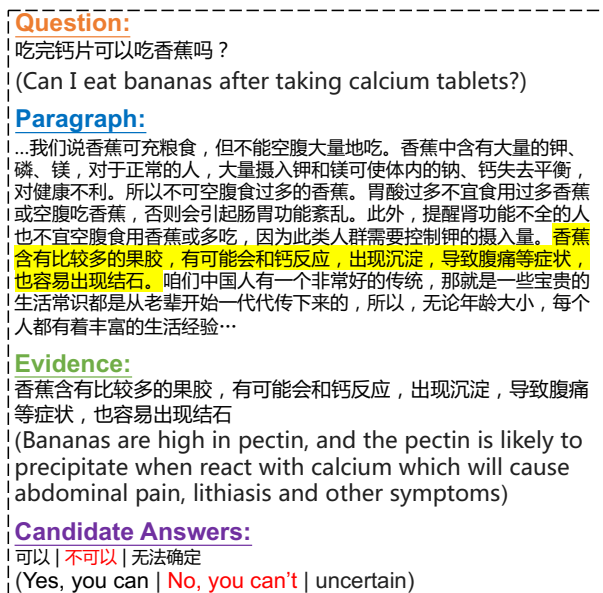 Question:
吃完钙片可以吃香蕉吗？
(Can I eat bananas after taking calcium tablets?)
Paragraph:
...我们说香蕉可充粮食，但不能空腹大量地吃。香蕉中含有大量的钾、
磷、镁，对于正常的人，大量摄入钾和镁可使体内的钠、钙失去平衡，
对健康不利。所以不可空腹食过多的香蕉。胃酸过多不宜食用过多香蕉
或空腹吃香蕉，否则会引起肠胃功能紊乱。此外，提醒肾功能不全的人
也不宜空腹食用香蕉或多吃，因为此类人群需要控制钾的摄入量。香蕉
含有比较多的果胶，有可能会和钙反应，出现沉淀，导致腹痛等症状，
也容易出现结石。咱们中国人有一个非常好的传统，那就是一些宝贵的
生活常识都是从老辈开始一代代传下来的，所以，无论年龄大小，每个
人都有着丰富的生活经验…
Evidence:
香蕉含有比较多的果胶，有可能会和钙反应，出现沉淀，导致腹痛
等症状，也容易出现结石
(Bananas are high in pectin, and the pectin is likely to
precipitate when react with calcium which will cause
abdominal pain, lithiasis and other symptoms)
Candidate Answers:
可以 | 不可以 | 无法确定
(Yes, you can | No, you can't | uncertain)